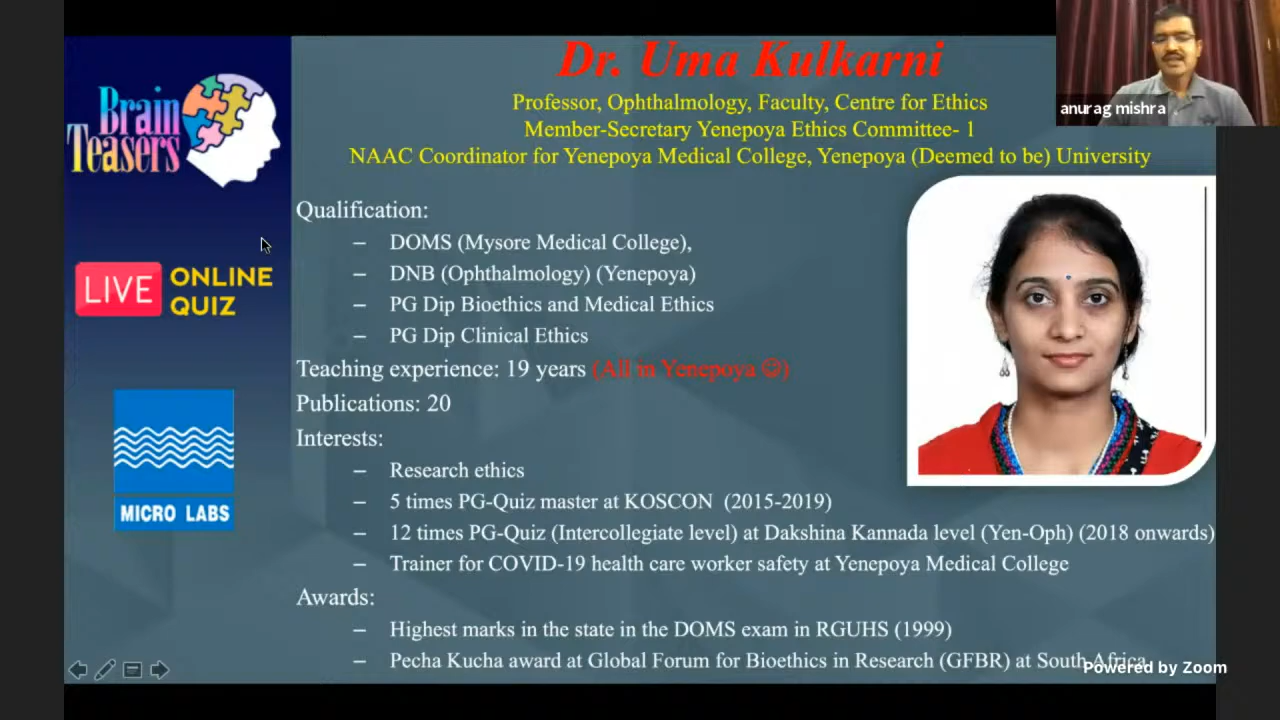 Dr. Uma Kulkarni
anurag mishra
Professor, Ophthalmology, Faculty, Centre for Ethics
Member-Secretary Yenepoya Ethics Committee- 1
NAAC Coordinator for Yenepoya Medical College, Yenepoya (Deemed to be) University
Brain
Teasers
LIVE ONLINE
QUIZ
MICRO LABS
Qualification:
– DOMS (Mysore Medical College),
– DNB (Ophthalmology) (Yenepoya)
– PG Dip Bioethics and Medical Ethics
– PG Dip Clinical Ethics
Teaching experience: 19 years (All in Yenepoya ☺)
Publications: 20
Interests:
– Research ethics
– 5 times PG-Quiz master at KOSCON (2015-2019)
– 12 times PG-Quiz (Intercollegiate level) at Dakshina Kannada level (Yen-Oph) (2018 onwards)
– Trainer for COVID-19 health care worker safety at Yenepoya Medical College
Awards:
– Highest marks in the state in the DOMS exam in RGUHS (1999)
– Pecha Kucha award at Global Forum for Bioethics in Research (GFBR) at South Africa
Powered by Zoom